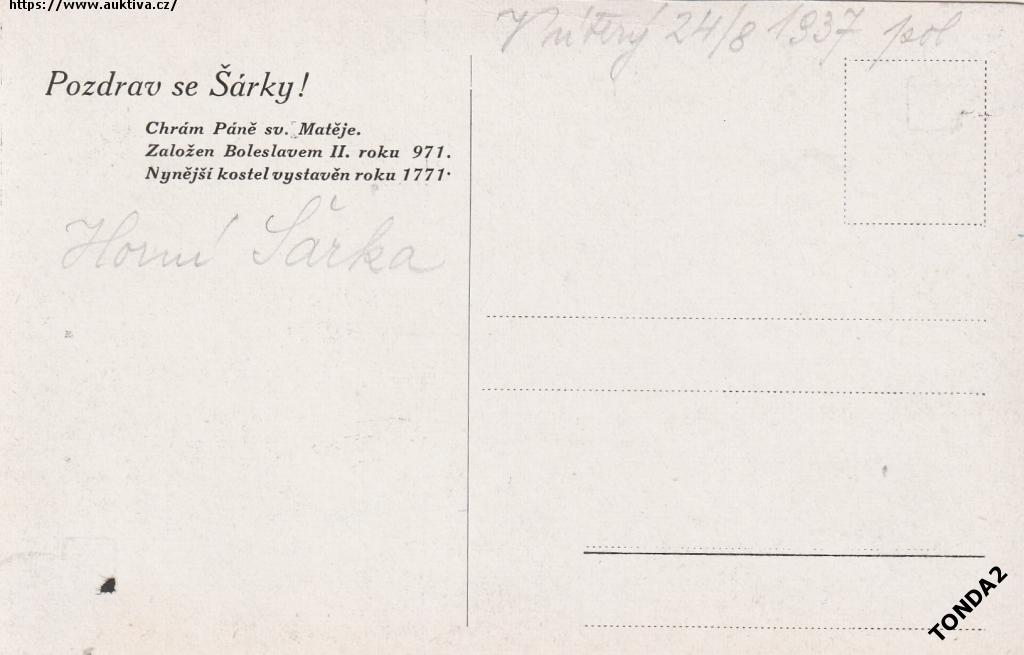 https://www.auktiva.cz/
V úterý 24/8 1937 pol
Pozdrav se Šárky!
Chrám Páně sv. Matěje.
Založen Boleslavem II. roku 971.
Nynější kostel vystavěn roku 1771.
Horní Šárka
TONDA2